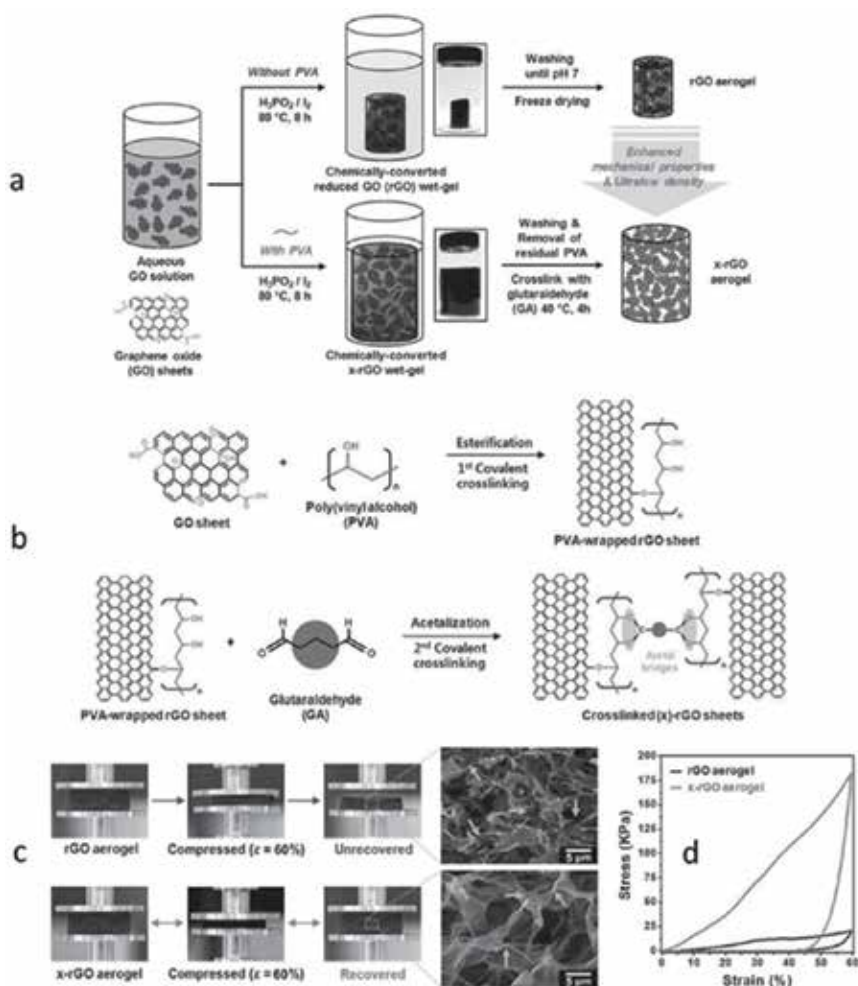 a
Without PVA
H₃PO₂ / I₂
80 °C, 8 h
Chemically-converted
reduced GO (rGO) wet-gel
Washing
until pH 7
Freeze drying
rGO aerogel
Enhanced
mechanical properties
& Ultralow density
Aqueous
GO solution
Graphene oxide
(GO) sheets
With PVA
H₃PO₂ / I₂
80 °C, 8 h
Chemically-converted
x-rGO wet-gel
Washing &
Removal of
residual PVA
Crosslink with
glutaraldehyde
(GA) 40 °C, 4h
x-rGO
aerogel
b
GO sheet
+
OH
n
Poly(vinyl alcohol)
(PVA)
Esterification
1st Covalent
crosslinking
OH
OH
O
n
PVA-wrapped rGO sheet
OH
OH
O
n
PVA-wrapped rGO sheet
+
H
H
O
O
Glutaraldehyde
(GA)
Acetalization
2nd Covalent
crosslinking
Acetal
bridges
O
O
n
n
Crosslinked (x)-rGO sheets
c
rGO aerogel
Compressed (ε = 60%)
Unrecovered
5 μm
x-rGO aerogel
Compressed (ε = 60%)
Recovered
5 μm
d
rGO aerogel
x-rGO aerogel
Stress (KPa)
200
175
150
125
100
75
50
25
0
0 10 20 30 40 50 60
Strain (%)